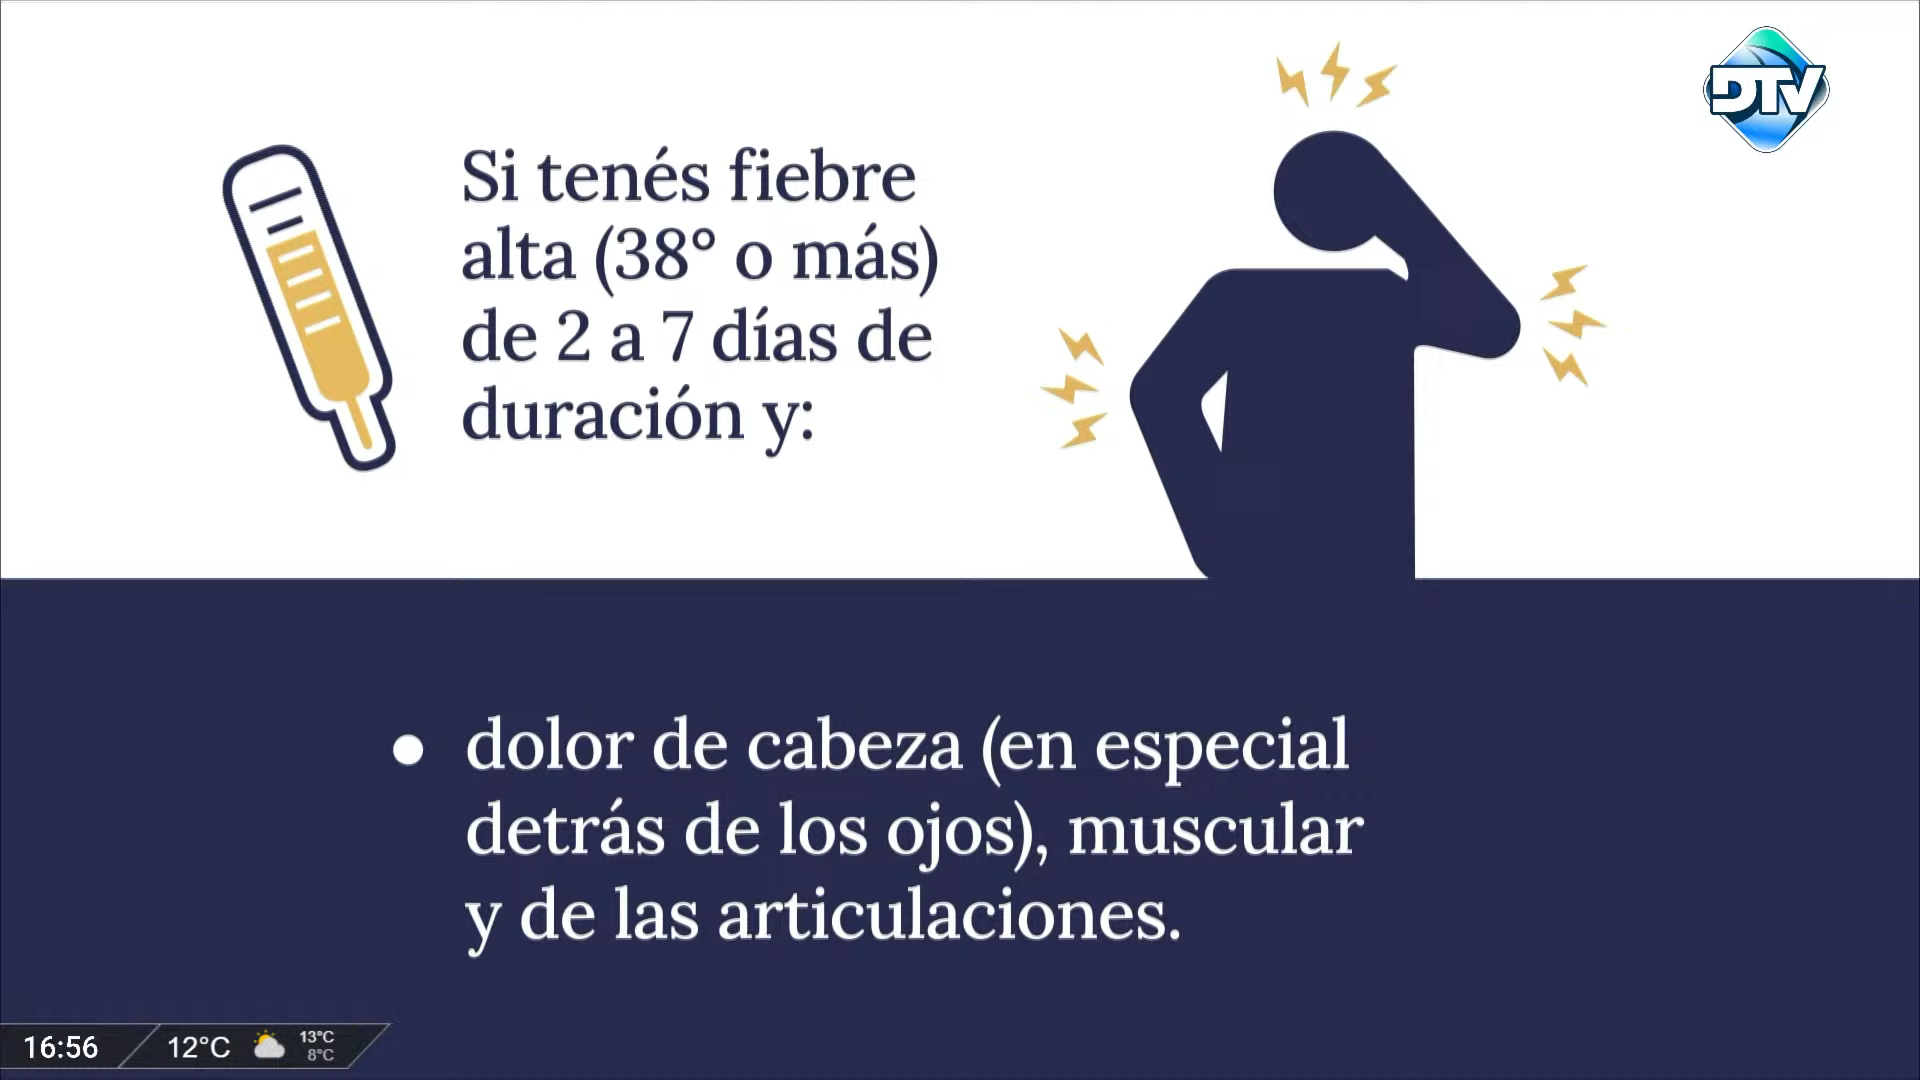 DTV
Si tenés fiebre
alta (38° o más)
de 2 a 7 días de
duración y:
• dolor de cabeza (en especial
detrás de los ojos), muscular
y de las articulaciones.
16:56 12°C 13°C
8°C